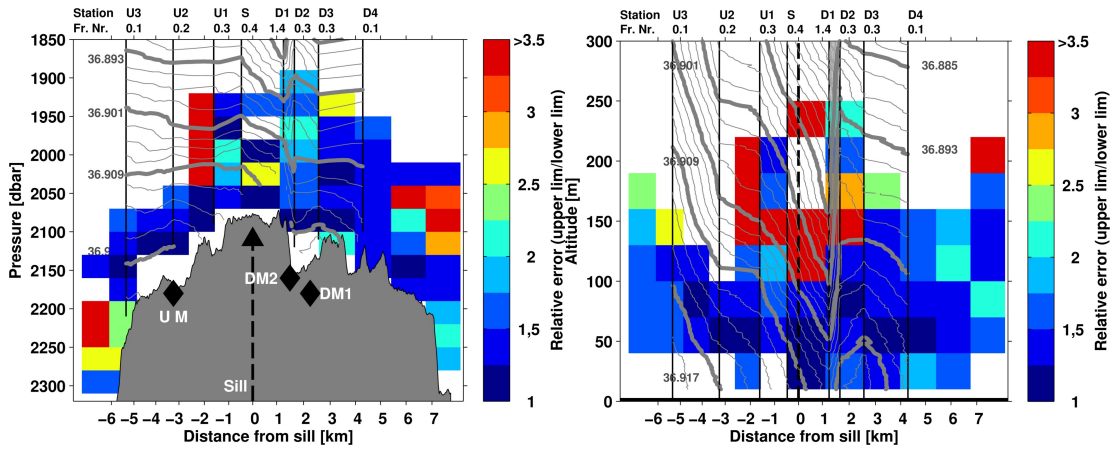 Station U3 U2 U1 S D1 D2 D3 D4
Fr. Nr. 0.1 0.2 0.3 0.4 1.4 0.3 0.3 0.1
1850
1900
1950
2000
2050
2100
2150
2200
2250
2300
Pressure [dbar]
36.893
36.901
36.909
DM2
DM1
U M
Sill
−6 −5 −4 −3 −2 −1 0 1 2 3 4 5 6 7
Distance from sill [km]
>3.5
3
2.5
2
1,5
1
Relative error (upper lim/lower lim)
Station U3 U2 U1 S D1 D2 D3 D4
Fr. Nr. 0.1 0.2 0.3 0.4 1.4 0.3 0.3 0.1
300
250
200
150
100
50
0
Altitude [m]
36.901
36.885
36.909
36.893
36.917
−6 −5 −4 −3 −2 −1 0 1 2 3 4 5 6 7
Distance from sill [km]
>3.5
3
2.5
2
1,5
1
Relative error (upper lim/lower lim)